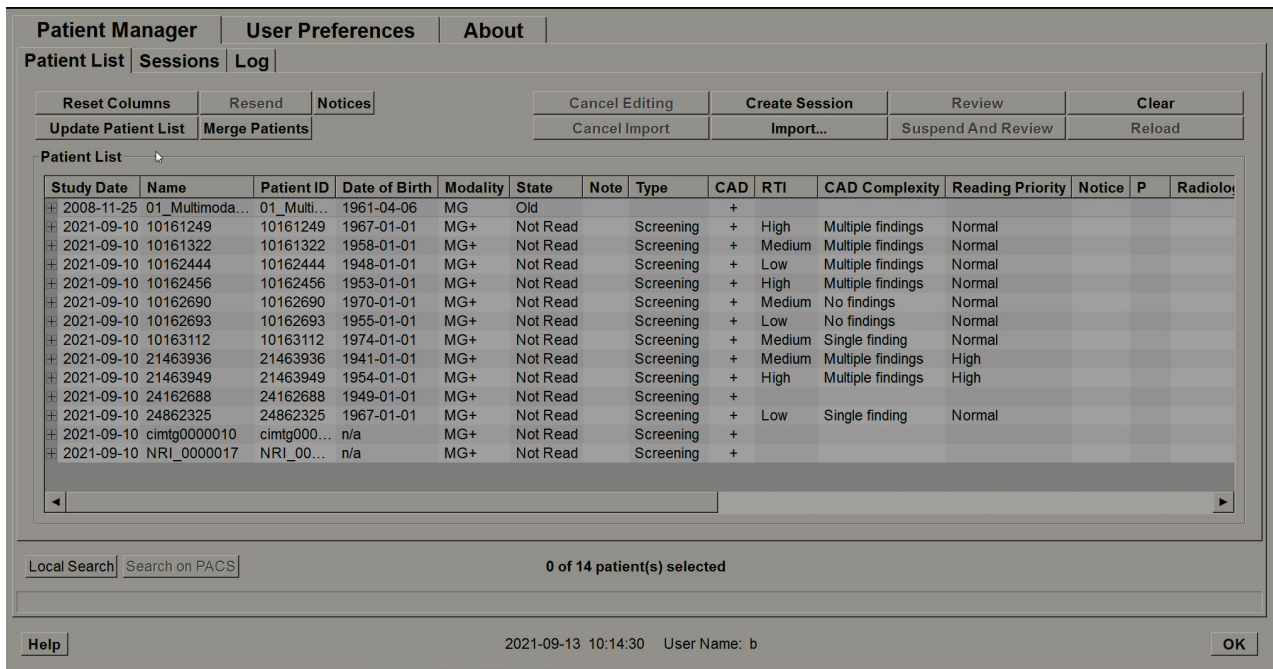 Patient Manager User Preferences About
Patient List Sessions Log
Reset Columns Resend Notices Cancel Editing Create Session Review Clear
Update Patient List Merge Patients Cancel Import Import... Suspend And Review Reload
Patient List
Study Date Name Patient ID Date of Birth Modality State Note Type CAD RTI CAD Complexity Reading Priority Notice P Radiolog
+ 2008-11-25 01_Multimoda... 01_Multi... 1961-04-06 MG Old +
+ 2021-09-10 10161249 10161249 1967-01-01 MG+ Not Read Screening + High Multiple findings Normal
+ 2021-09-10 10161322 10161322 1958-01-01 MG+ Not Read Screening + Medium Multiple findings Normal
+ 2021-09-10 10162444 10162444 1948-01-01 MG+ Not Read Screening + Low Multiple findings Normal
+ 2021-09-10 10162456 10162456 1953-01-01 MG+ Not Read Screening + High Multiple findings Normal
+ 2021-09-10 10162690 10162690 1970-01-01 MG+ Not Read Screening + Medium No findings Normal
+ 2021-09-10 10162693 10162693 1955-01-01 MG+ Not Read Screening + Low No findings Normal
+ 2021-09-10 10163112 10163112 1974-01-01 MG+ Not Read Screening + Medium Single finding Normal
+ 2021-09-10 21463936 21463936 1941-01-01 MG+ Not Read Screening + Medium Multiple findings High
+ 2021-09-10 21463949 21463949 1954-01-01 MG+ Not Read Screening + High Multiple findings High
+ 2021-09-10 24162688 24162688 1949-01-01 MG+ Not Read Screening +
+ 2021-09-10 24862325 24862325 1967-01-01 MG+ Not Read Screening + Low Single finding Normal
+ 2021-09-10 cimtg0000010 cimtg000... n/a MG+ Not Read Screening +
+ 2021-09-10 NRI_0000017 NRI_00... n/a MG+ Not Read Screening +
Local Search Search on PACS 0 of 14 patient(s) selected
Help 2021-09-13 10:14:30 User Name: b OK